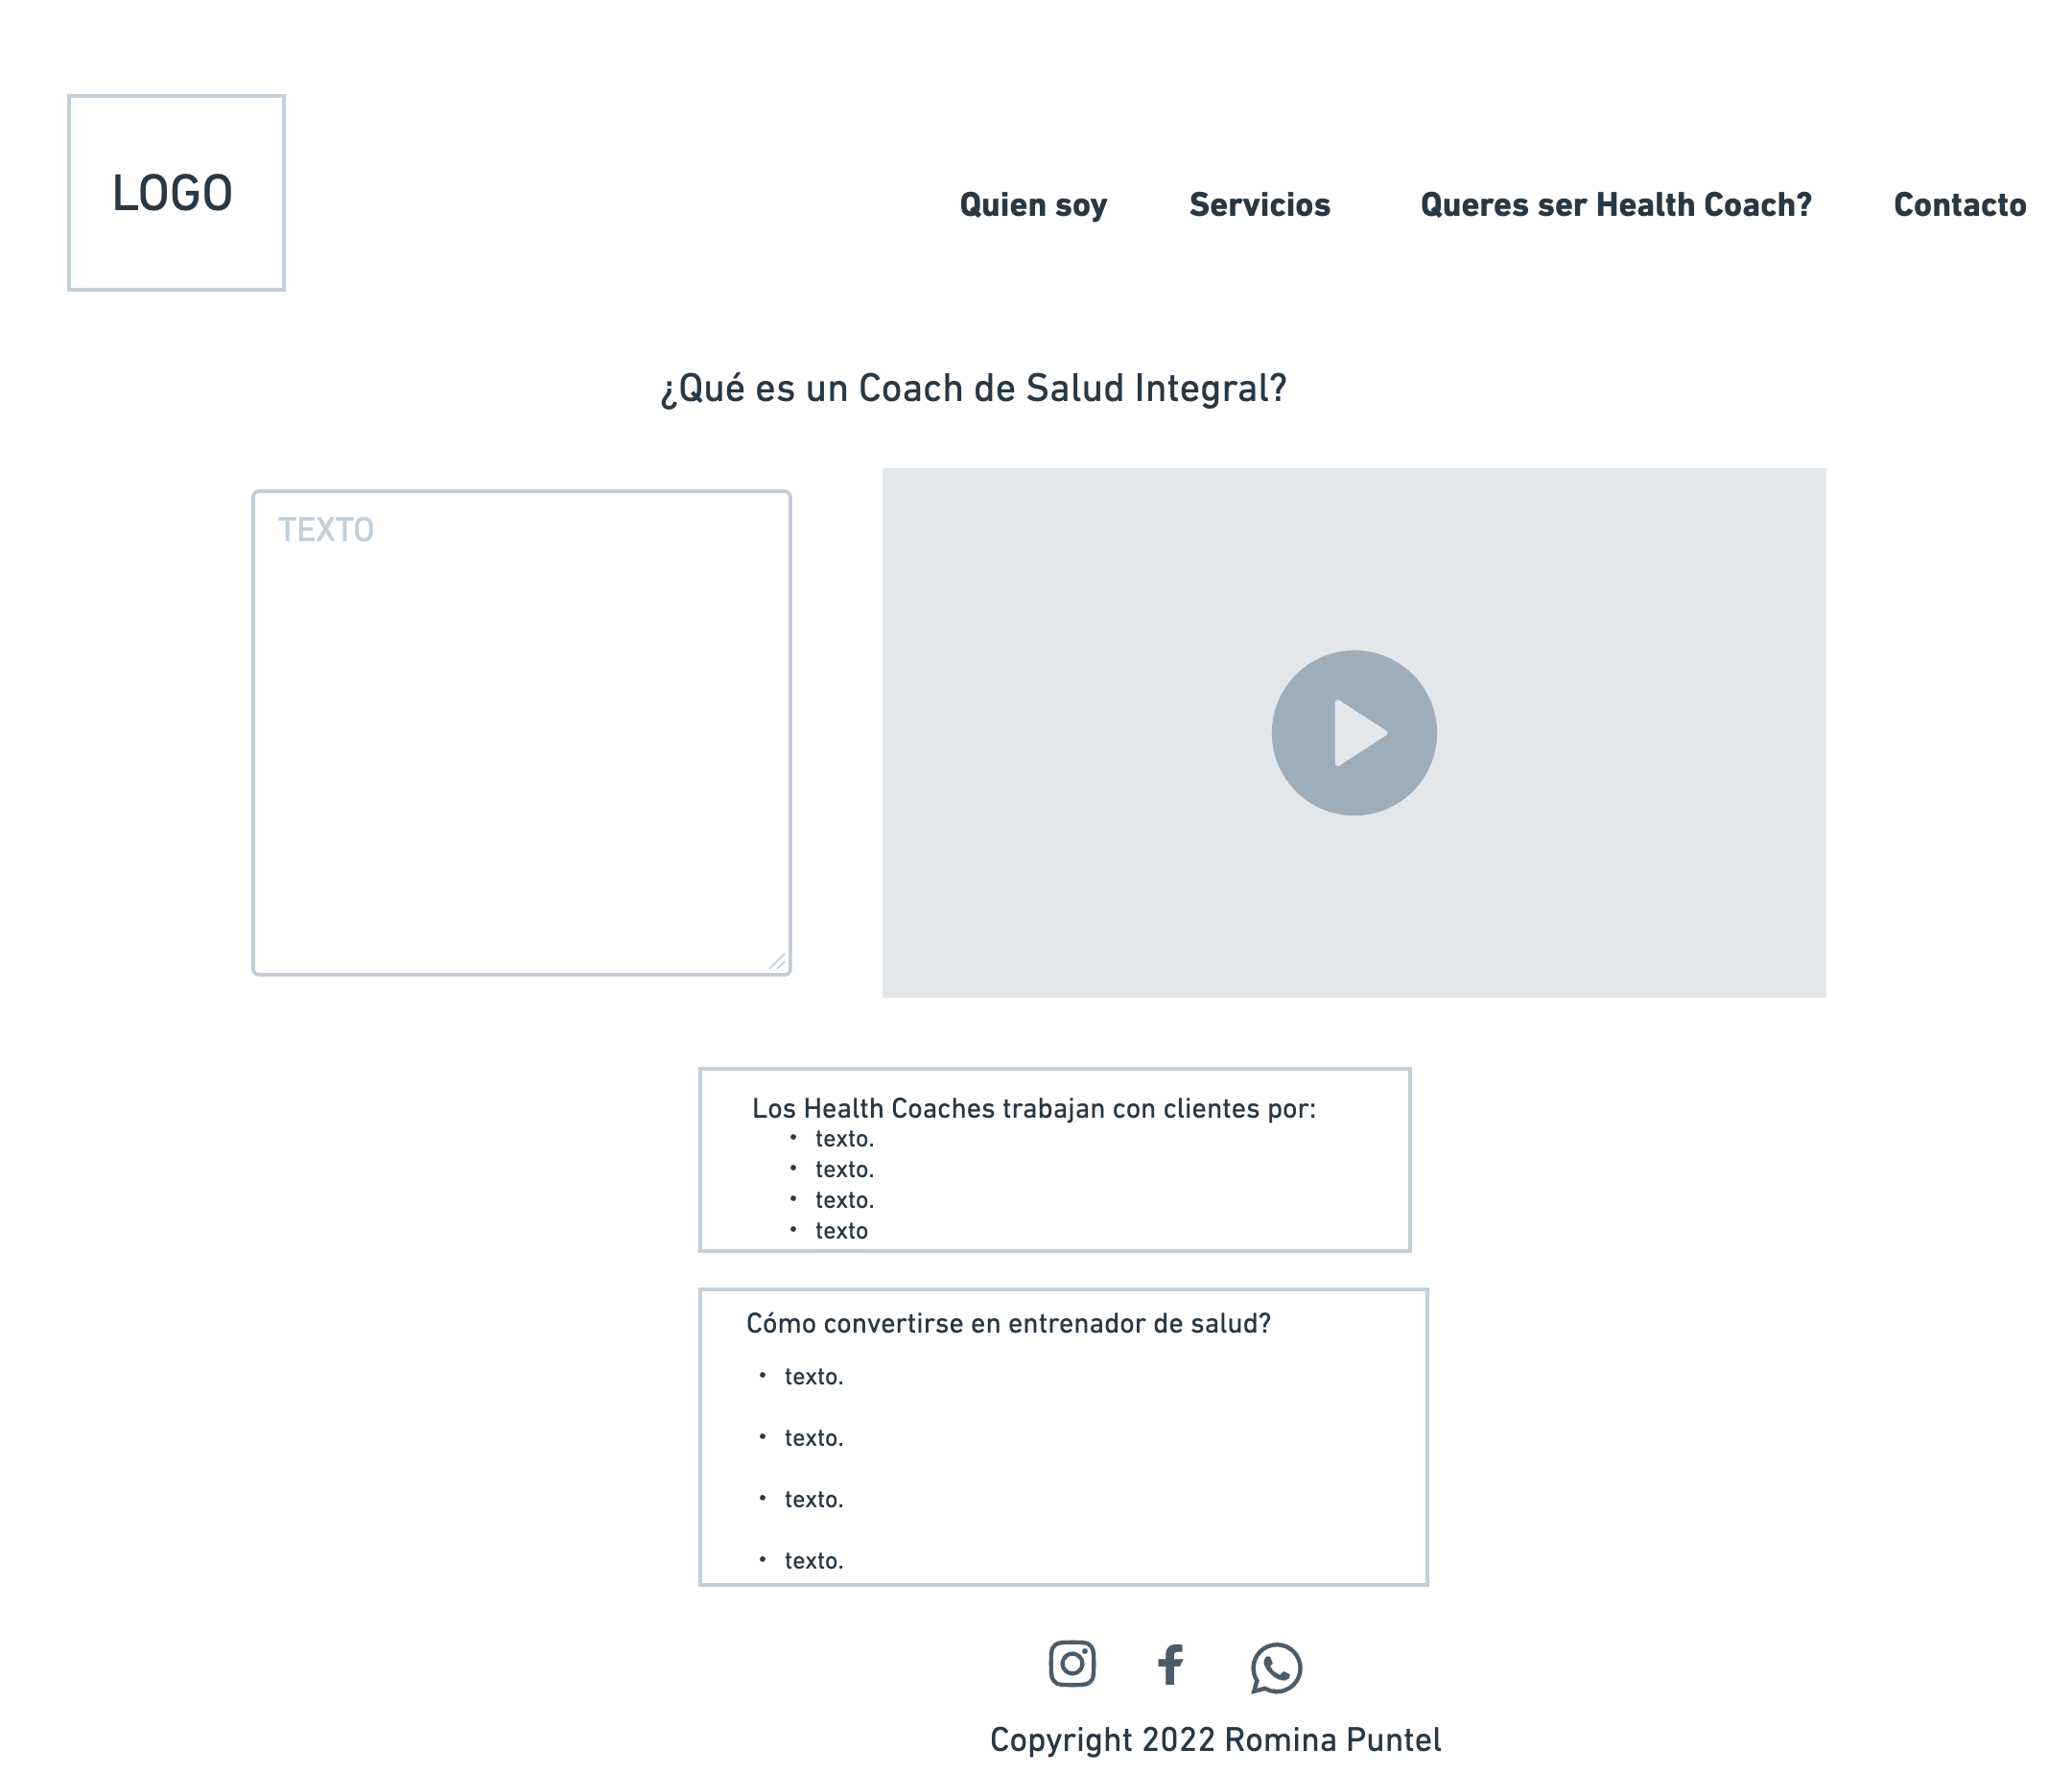 LOGO
Quien soy Servicios Queres ser Health Coach? Contacto
¿Qué es un Coach de Salud Integral?
TEXTO
Los Health Coaches trabajan con clientes por:
• texto.
• texto.
• texto.
• texto
Cómo convertirse en entrenador de salud?
• texto.
• texto.
• texto.
• texto.
Copyright 2022 Romina Puntel